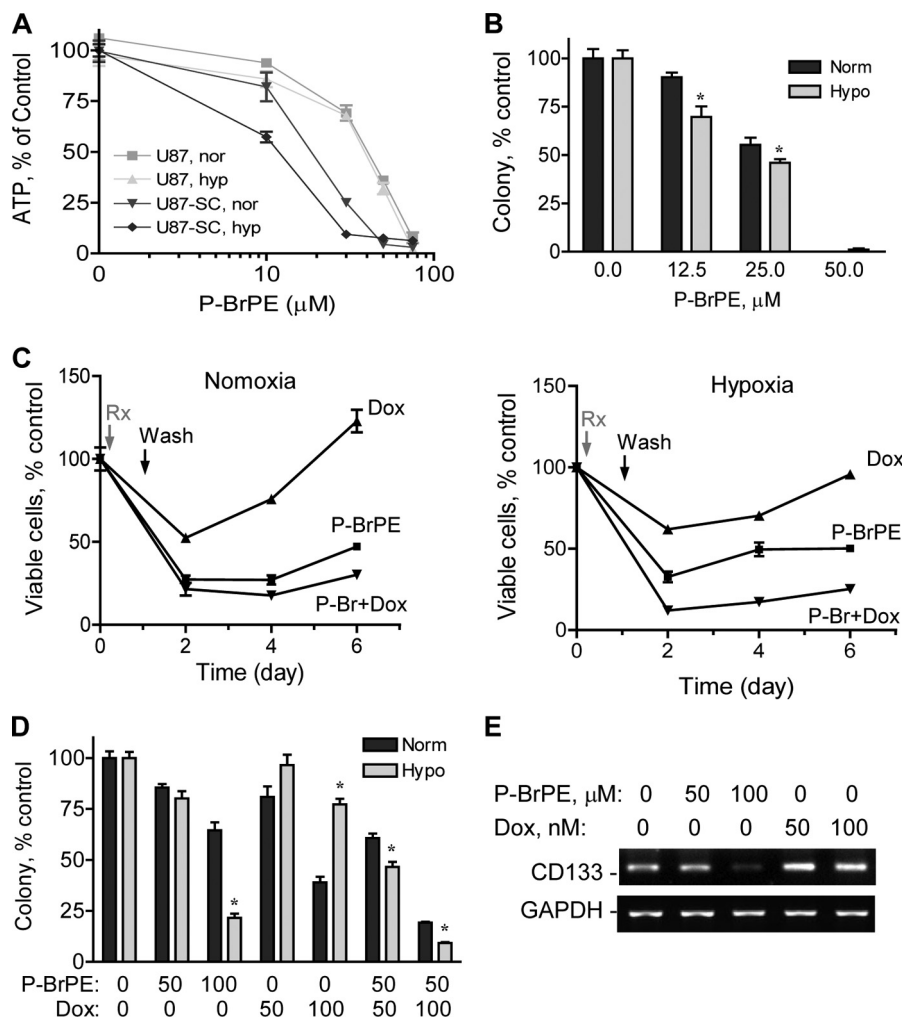 A
100
75
50
25
0
ATP, % of Control
U87, nor
U87, hyp
U87-SC, nor
U87-SC, hyp
0
10
100
P-BrPE (μM)
B
100
75
50
25
0
Colony, % control
Norm
Hypo
*
*
0.0 12.5 25.0 50.0
P-BrPE, μM
C
150
100
50
0
Viable cells, % control
Nomoxia
Rx
Wash
Dox
P-BrPE
P-Br+Dox
0 2 4 6
Time (day)
150
100
50
0
Viable cells, % control
Hypoxia
Rx
Wash
Dox
P-BrPE
P-Br+Dox
0 2 4 6
Time (day)
D
100
75
50
25
0
Colony, % control
Norm
Hypo
*
*
*
*
P-BrPE: 0 50 100 0 0 50 50
Dox: 0 0 0 50 100 50 100
E
P-BrPE, μM: 0 50 100 0 0
Dox, nM: 0 0 0 50 100
CD133 -
GAPDH -